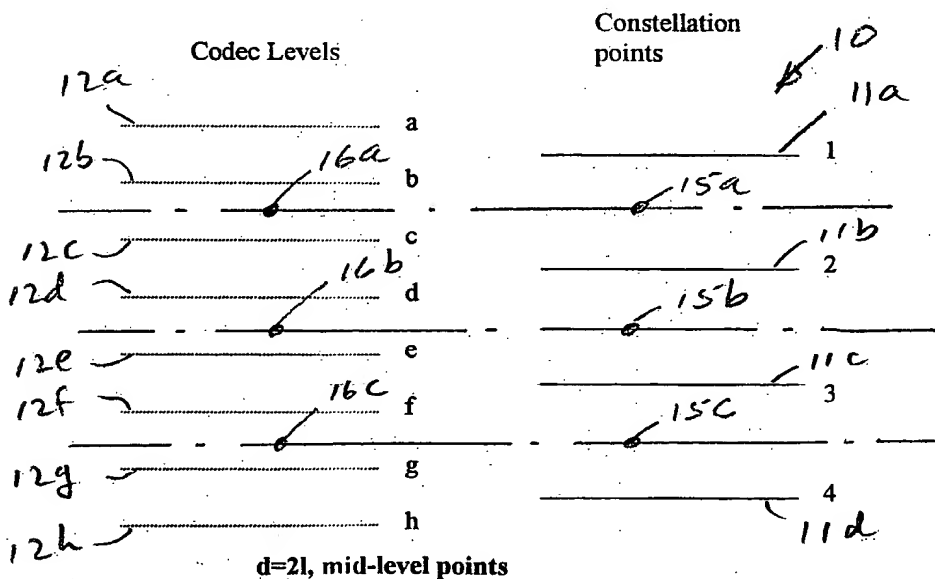 Codec Levels
Constellation
points
10
12a
a
11a
1
12b
b
16a
15a
12c
c
11b
2
16b
12d
d
15b
12e
e
11c
3
16c
12f
f
15c
12g
g
4
11d
12h
h
d=2l, mid-level points